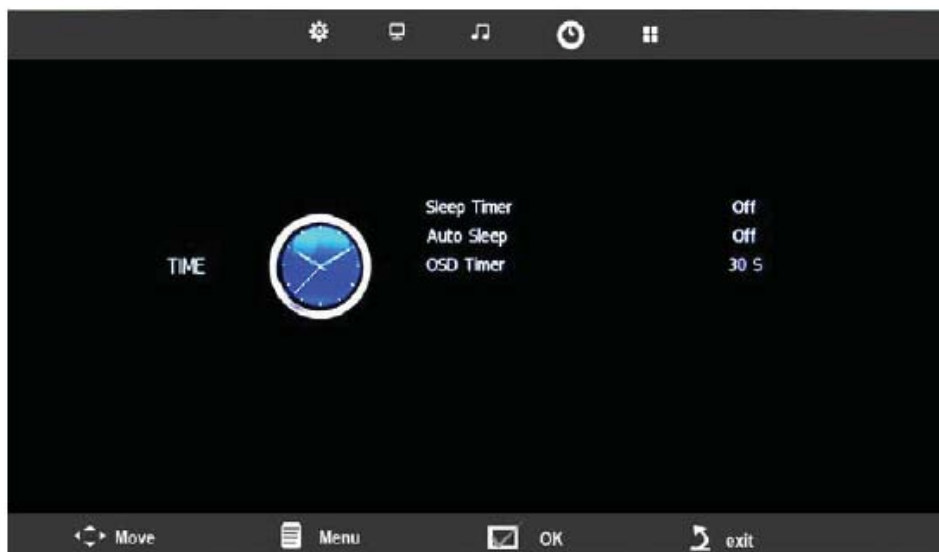 Sleep Timer Off
Auto Sleep Off
TIME
OSD Timer 30 S
Move Menu OK exit